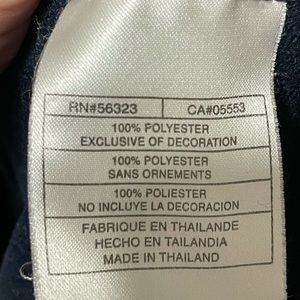 RN#56323 CA#05553
100% POLYESTER
EXCLUSIVE OF DECORATION
100% POLYESTER
SANS ORNEMENTS
100% POLIESTER
NO INCLUYE LA DECORACION
FABRIQUE EN THAILANDE
HECHO EN TAILANDIA
MADE IN THAILAND